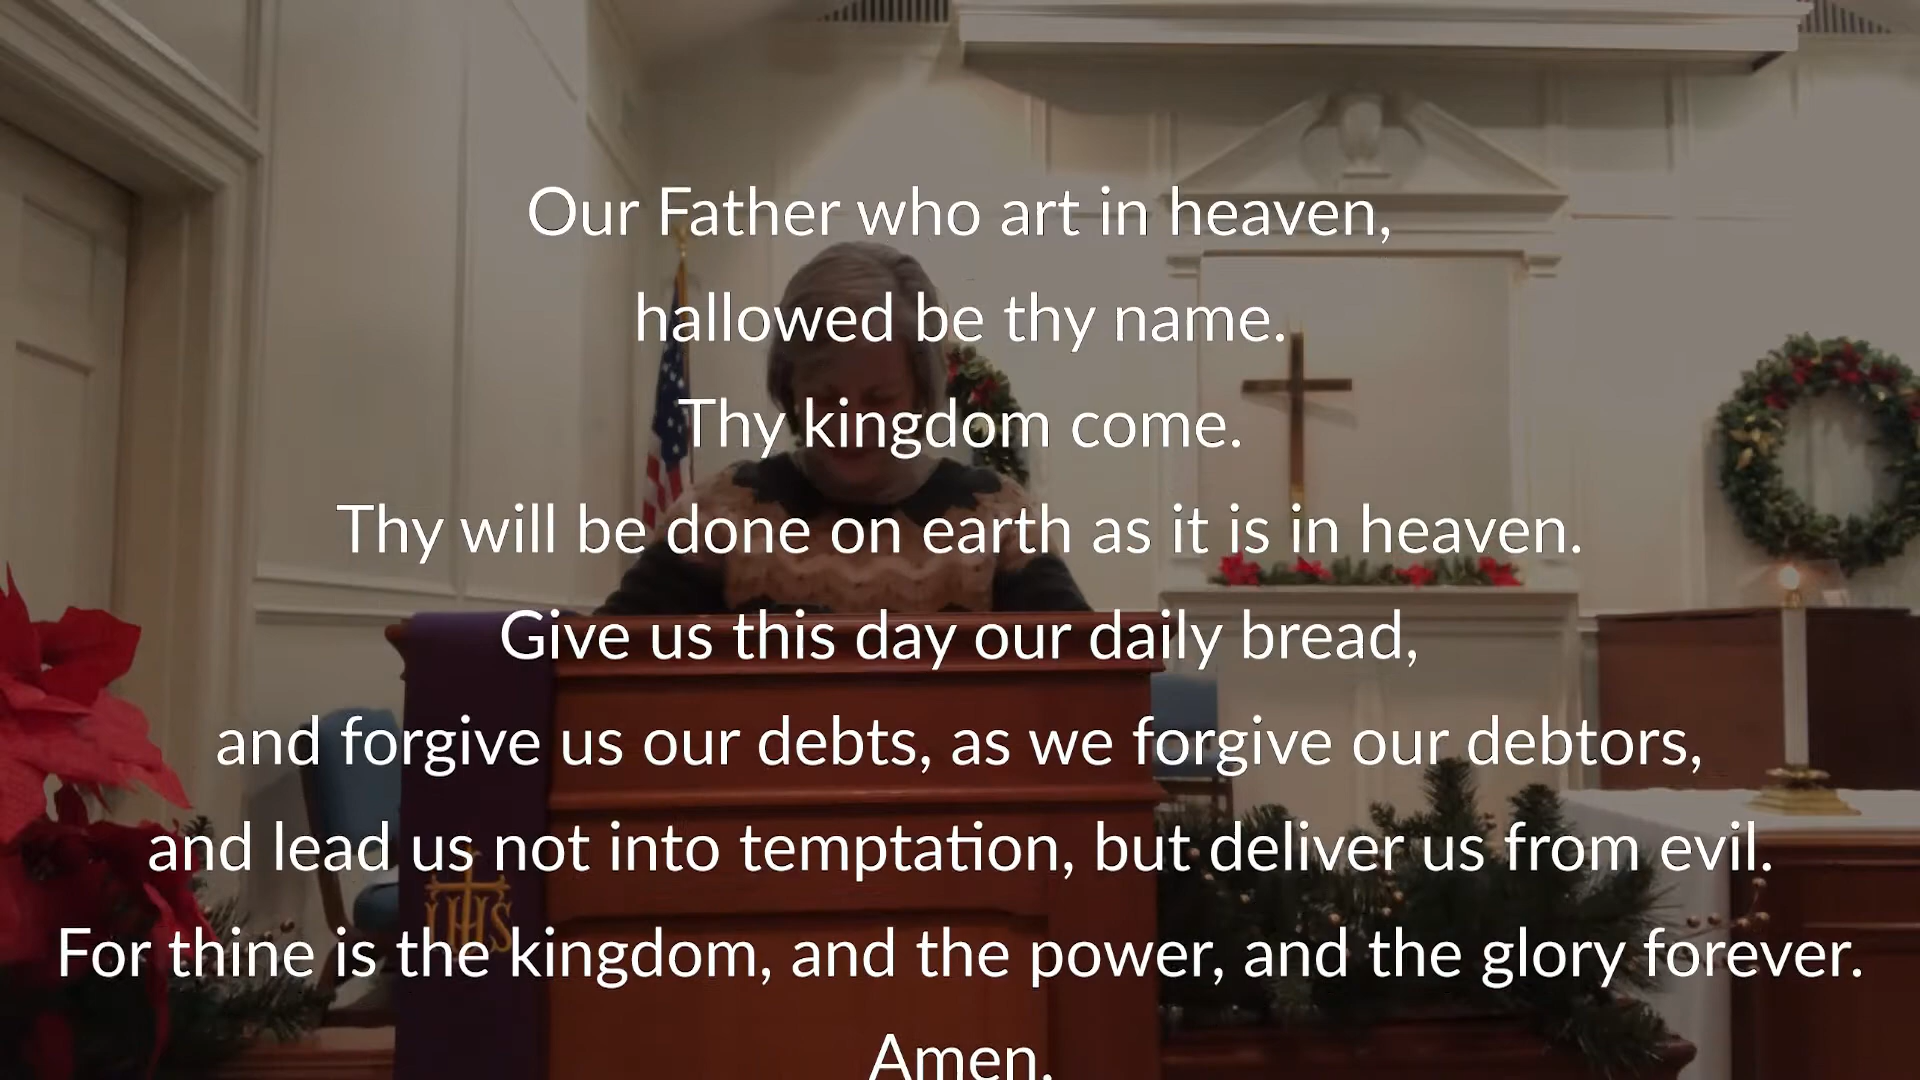 Our Father who art in heaven,
hallowed be thy name.
Thy kingdom come.
Thy will be done on earth as it is in heaven.
Give us this day our daily bread,
and forgive us our debts, as we forgive our debtors,
and lead us not into temptation, but deliver us from evil.
For thine is the kingdom, and the power, and the glory forever.
Amen.
IHS